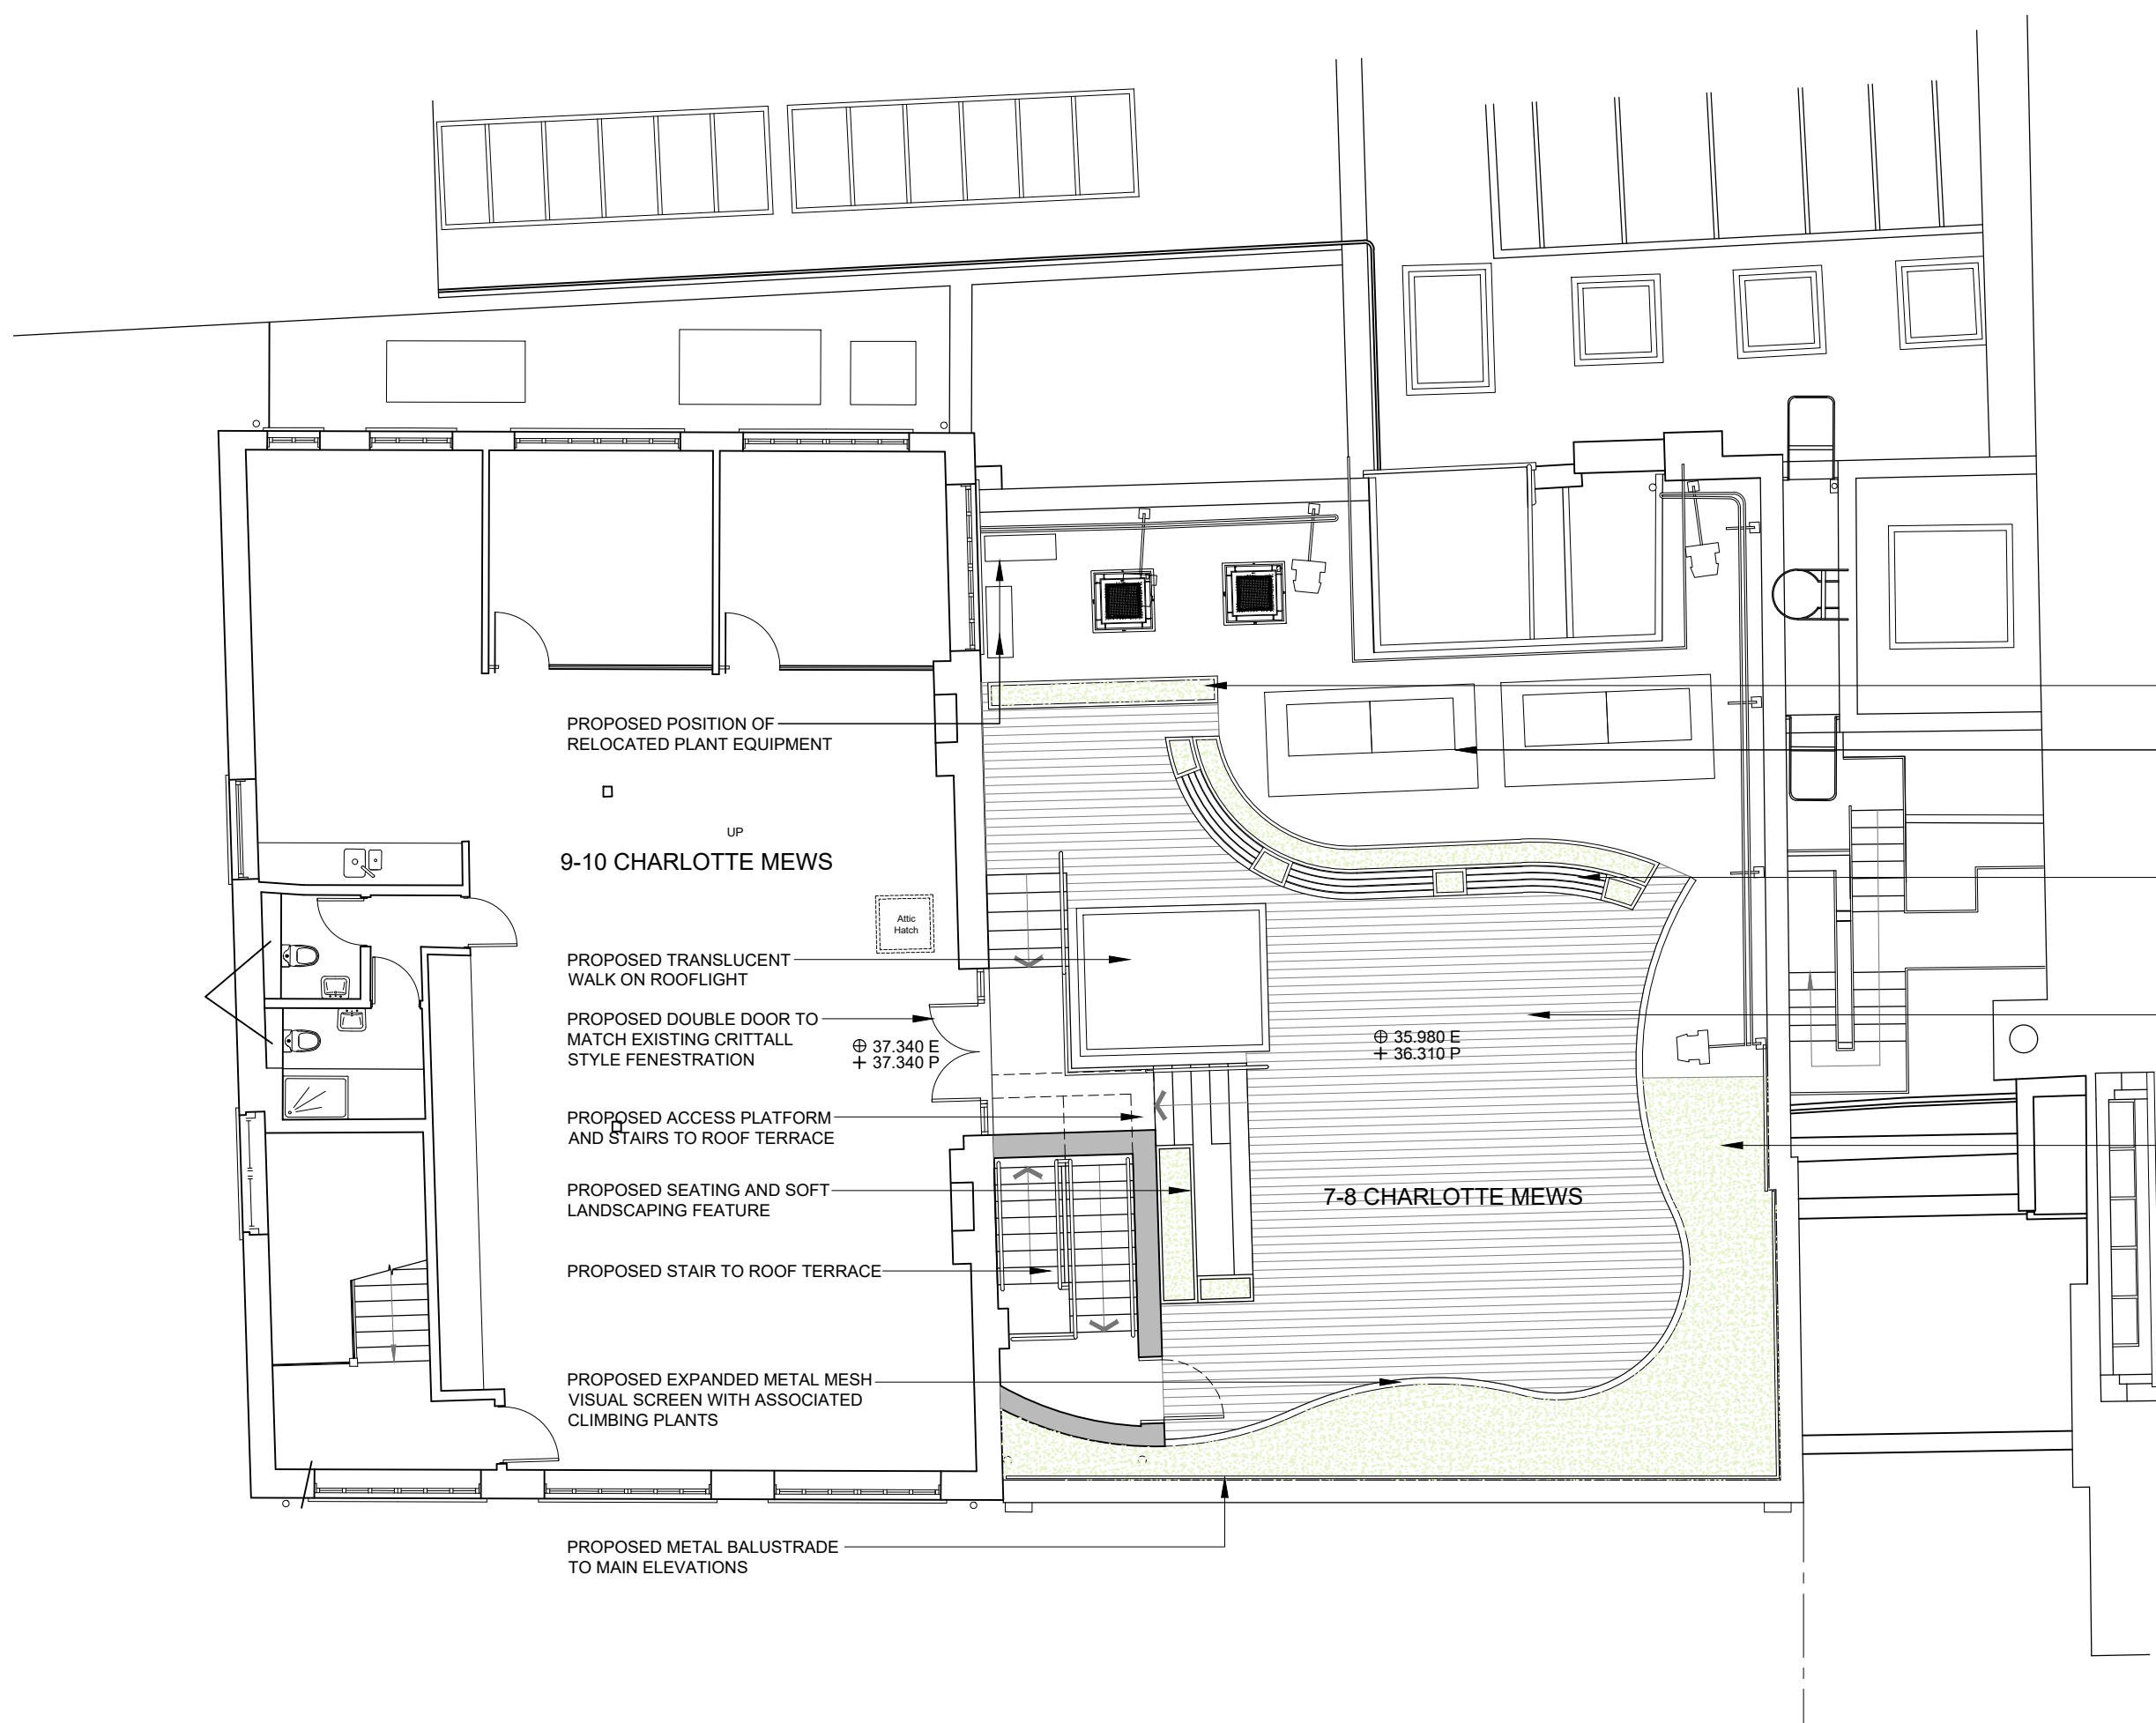 PROPOSED POSITION OF
RELOCATED PLANT EQUIPMENT
UP
9-10 CHARLOTTE MEWS
Attic
Hatch
PROPOSED TRANSLUCENT
WALK ON ROOFLIGHT
PROPOSED DOUBLE DOOR TO
MATCH EXISTING CRITTALL
STYLE FENESTRATION
37.340 E
37.340 P
35.980 E
36.310 P
PROPOSED ACCESS PLATFORM
AND STAIRS TO ROOF TERRACE
PROPOSED SEATING AND SOFT
LANDSCAPING FEATURE
7-8 CHARLOTTE MEWS
PROPOSED STAIR TO ROOF TERRACE
PROPOSED EXPANDED METAL MESH
VISUAL SCREEN WITH ASSOCIATED
CLIMBING PLANTS
PROPOSED METAL BALUSTRADE
TO MAIN ELEVATIONS